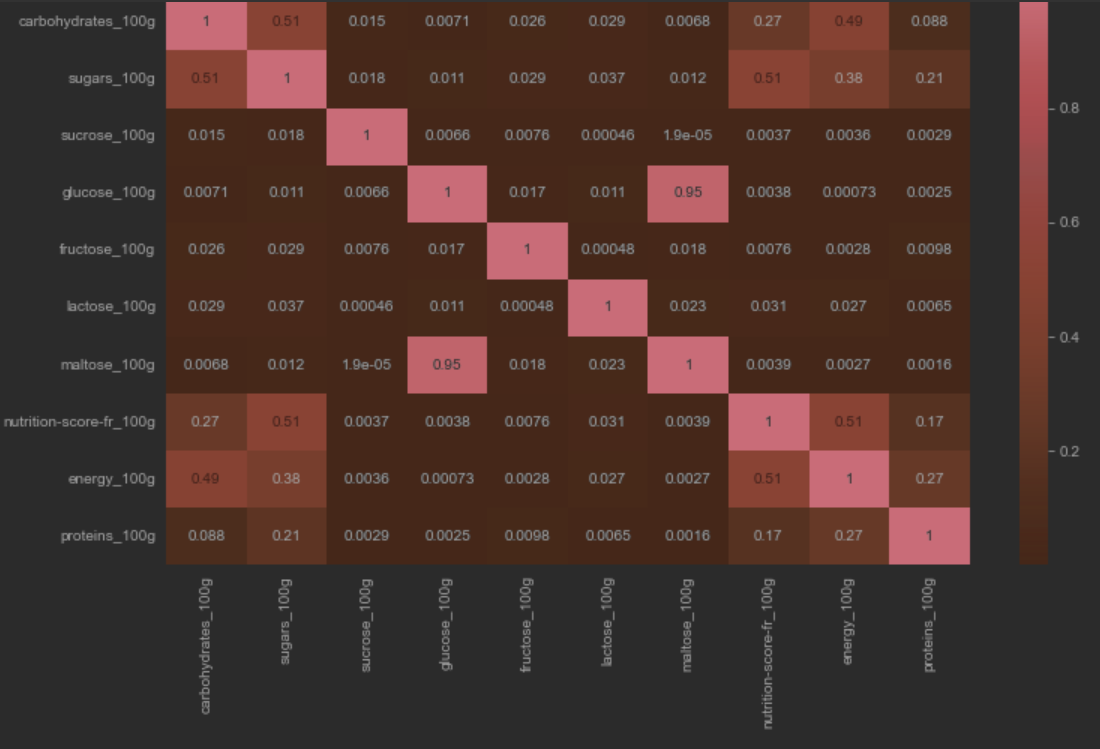 carbohydrates_100g 1 0.51 0.015 0.0071 0.026 0.029 0.0068 0.27 0.49 0.088
sugars_100g 0.51 1 0.018 0.011 0.029 0.037 0.012 0.51 0.38 0.21
0.8
sucrose_100g 0.015 0.018 1 0.0066 0.0076 0.00046 1.9e-05 0.0037 0.0036 0.0029
glucose_100g 0.0071 0.011 0.0066 1 0.017 0.011 0.95 0.0038 0.00073 0.0025
0.6
fructose_100g 0.026 0.029 0.0076 0.017 1 0.00048 0.018 0.0076 0.0028 0.0098
lactose_100g 0.029 0.037 0.00046 0.011 0.00048 1 0.023 0.031 0.027 0.0065
0.4
maltose_100g 0.0068 0.012 1.9e-05 0.95 0.018 0.023 1 0.0039 0.0027 0.0016
nutrition-score-fr_100g 0.27 0.51 0.0037 0.0038 0.0076 0.031 0.0039 1 0.51 0.17
0.2
energy_100g 0.49 0.38 0.0036 0.00073 0.0028 0.027 0.0027 0.51 1 0.27
proteins_100g 0.088 0.21 0.0029 0.0025 0.0098 0.0065 0.0016 0.17 0.27 1
carbohydrates_100g
sugars_100g
sucrose_100g
glucose_100g
fructose_100g
lactose_100g
maltose_100g
nutrition-score-fr_100g
energy_100g
proteins_100g